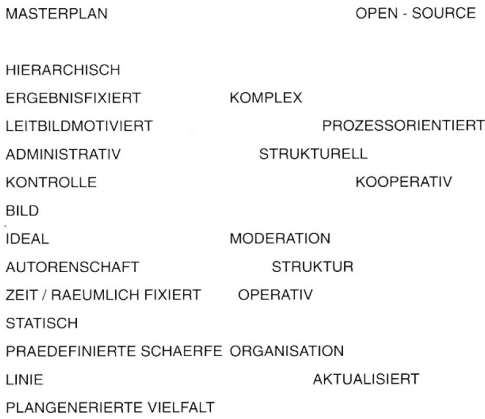 MASTERPLAN OPEN - SOURCE
HIERARCHISCH
ERGEBNISFIXIERT KOMPLEX
LEITBILDMOTIVIERT PROZESSORIENTIERT
ADMINISTRATIV STRUKTURELL
KONTROLLE KOOPERATIV
BILD
IDEAL MODERATION
AUTORENSCHAFT STRUKTUR
ZEIT / RAEUMLICH FIXIERT OPERATIV
STATISCH
PRAEDEFINIERTE SCHAERFE ORGANISATION
LINIE AKTUALISIERT
PLANGENERIERTE VIELFALT